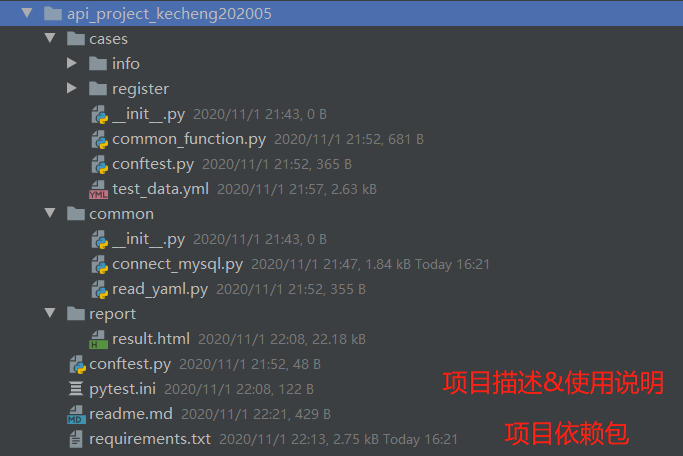 api_project_kecheng202005
cases
info
register
__init__.py 2020/11/1 21:43, 0 B
common_function.py 2020/11/1 21:52, 681 B
conftest.py 2020/11/1 21:52, 365 B
test_data.yml 2020/11/1 21:57, 2.63 kB
common
__init__.py 2020/11/1 21:43, 0 B
connect_mysql.py 2020/11/1 21:47, 1.84 kB Today 16:21
read_yaml.py 2020/11/1 21:52, 355 B
report
result.html 2020/11/1 22:08, 22.18 kB
conftest.py 2020/11/1 21:52, 48 B
pytest.ini 2020/11/1 22:08, 122 B
项目描述&使用说明
readme.md 2020/11/1 22:21, 429 B
requirements.txt 2020/11/1 22:13, 2.75 kB Today 16:21
项目依赖包